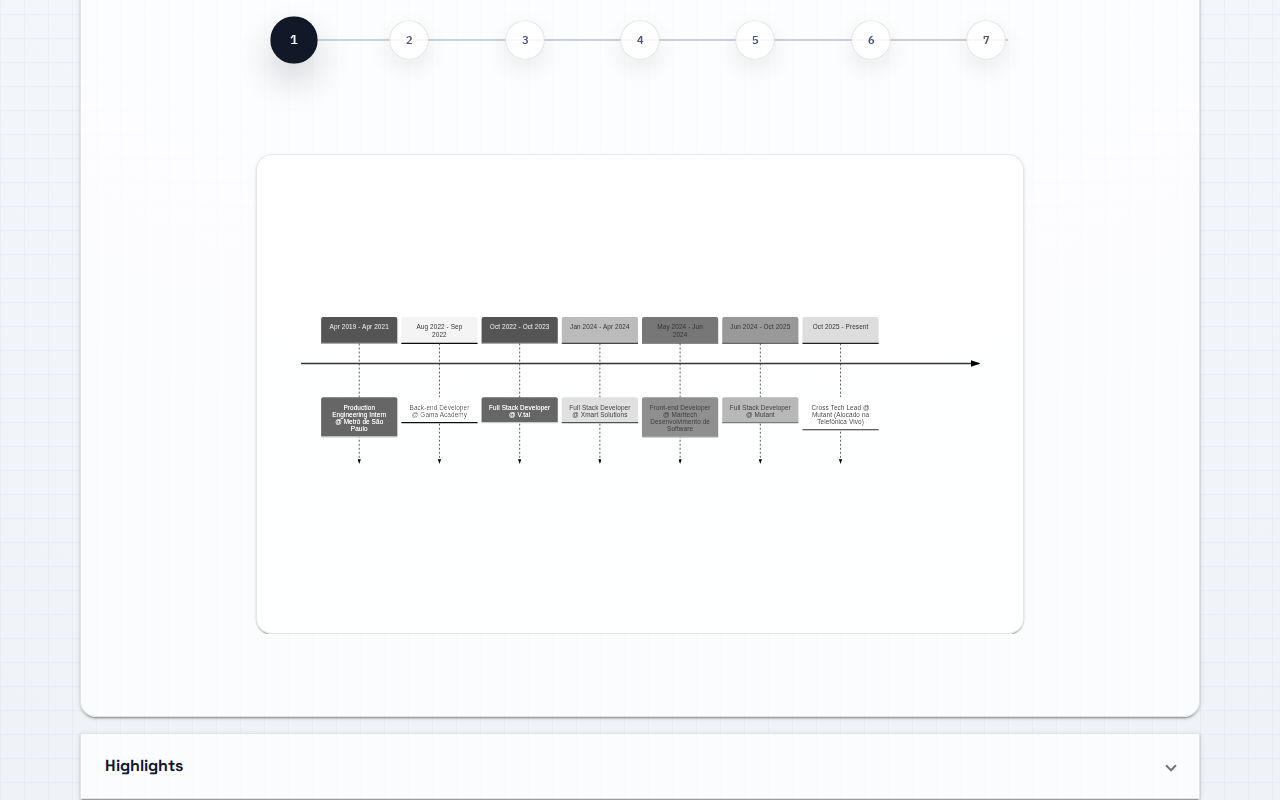 1 2 3 4 5 6 7
Apr 2019 - Apr 2021
Aug 2022 - Sep
2022
Oct 2022 - Oct 2023
Jan 2024 - Apr 2024
May 2024 - Jun
2024
Jun 2024 - Oct 2025
Oct 2025 - Present
Production
Engineering Intern
@ Metrô de São
Paulo
Back-end Developer
@ Gama Academy
Full Stack Developer
@ V.tal
Full Stack Developer
@ Xmart Solutions
Front-end Developer
@ Martech
Desenvolvimento de
Software
Full Stack Developer
@ Mutant
Cross Tech Lead @
Mutant (Alocado na
Telefônica Vivo)
Highlights